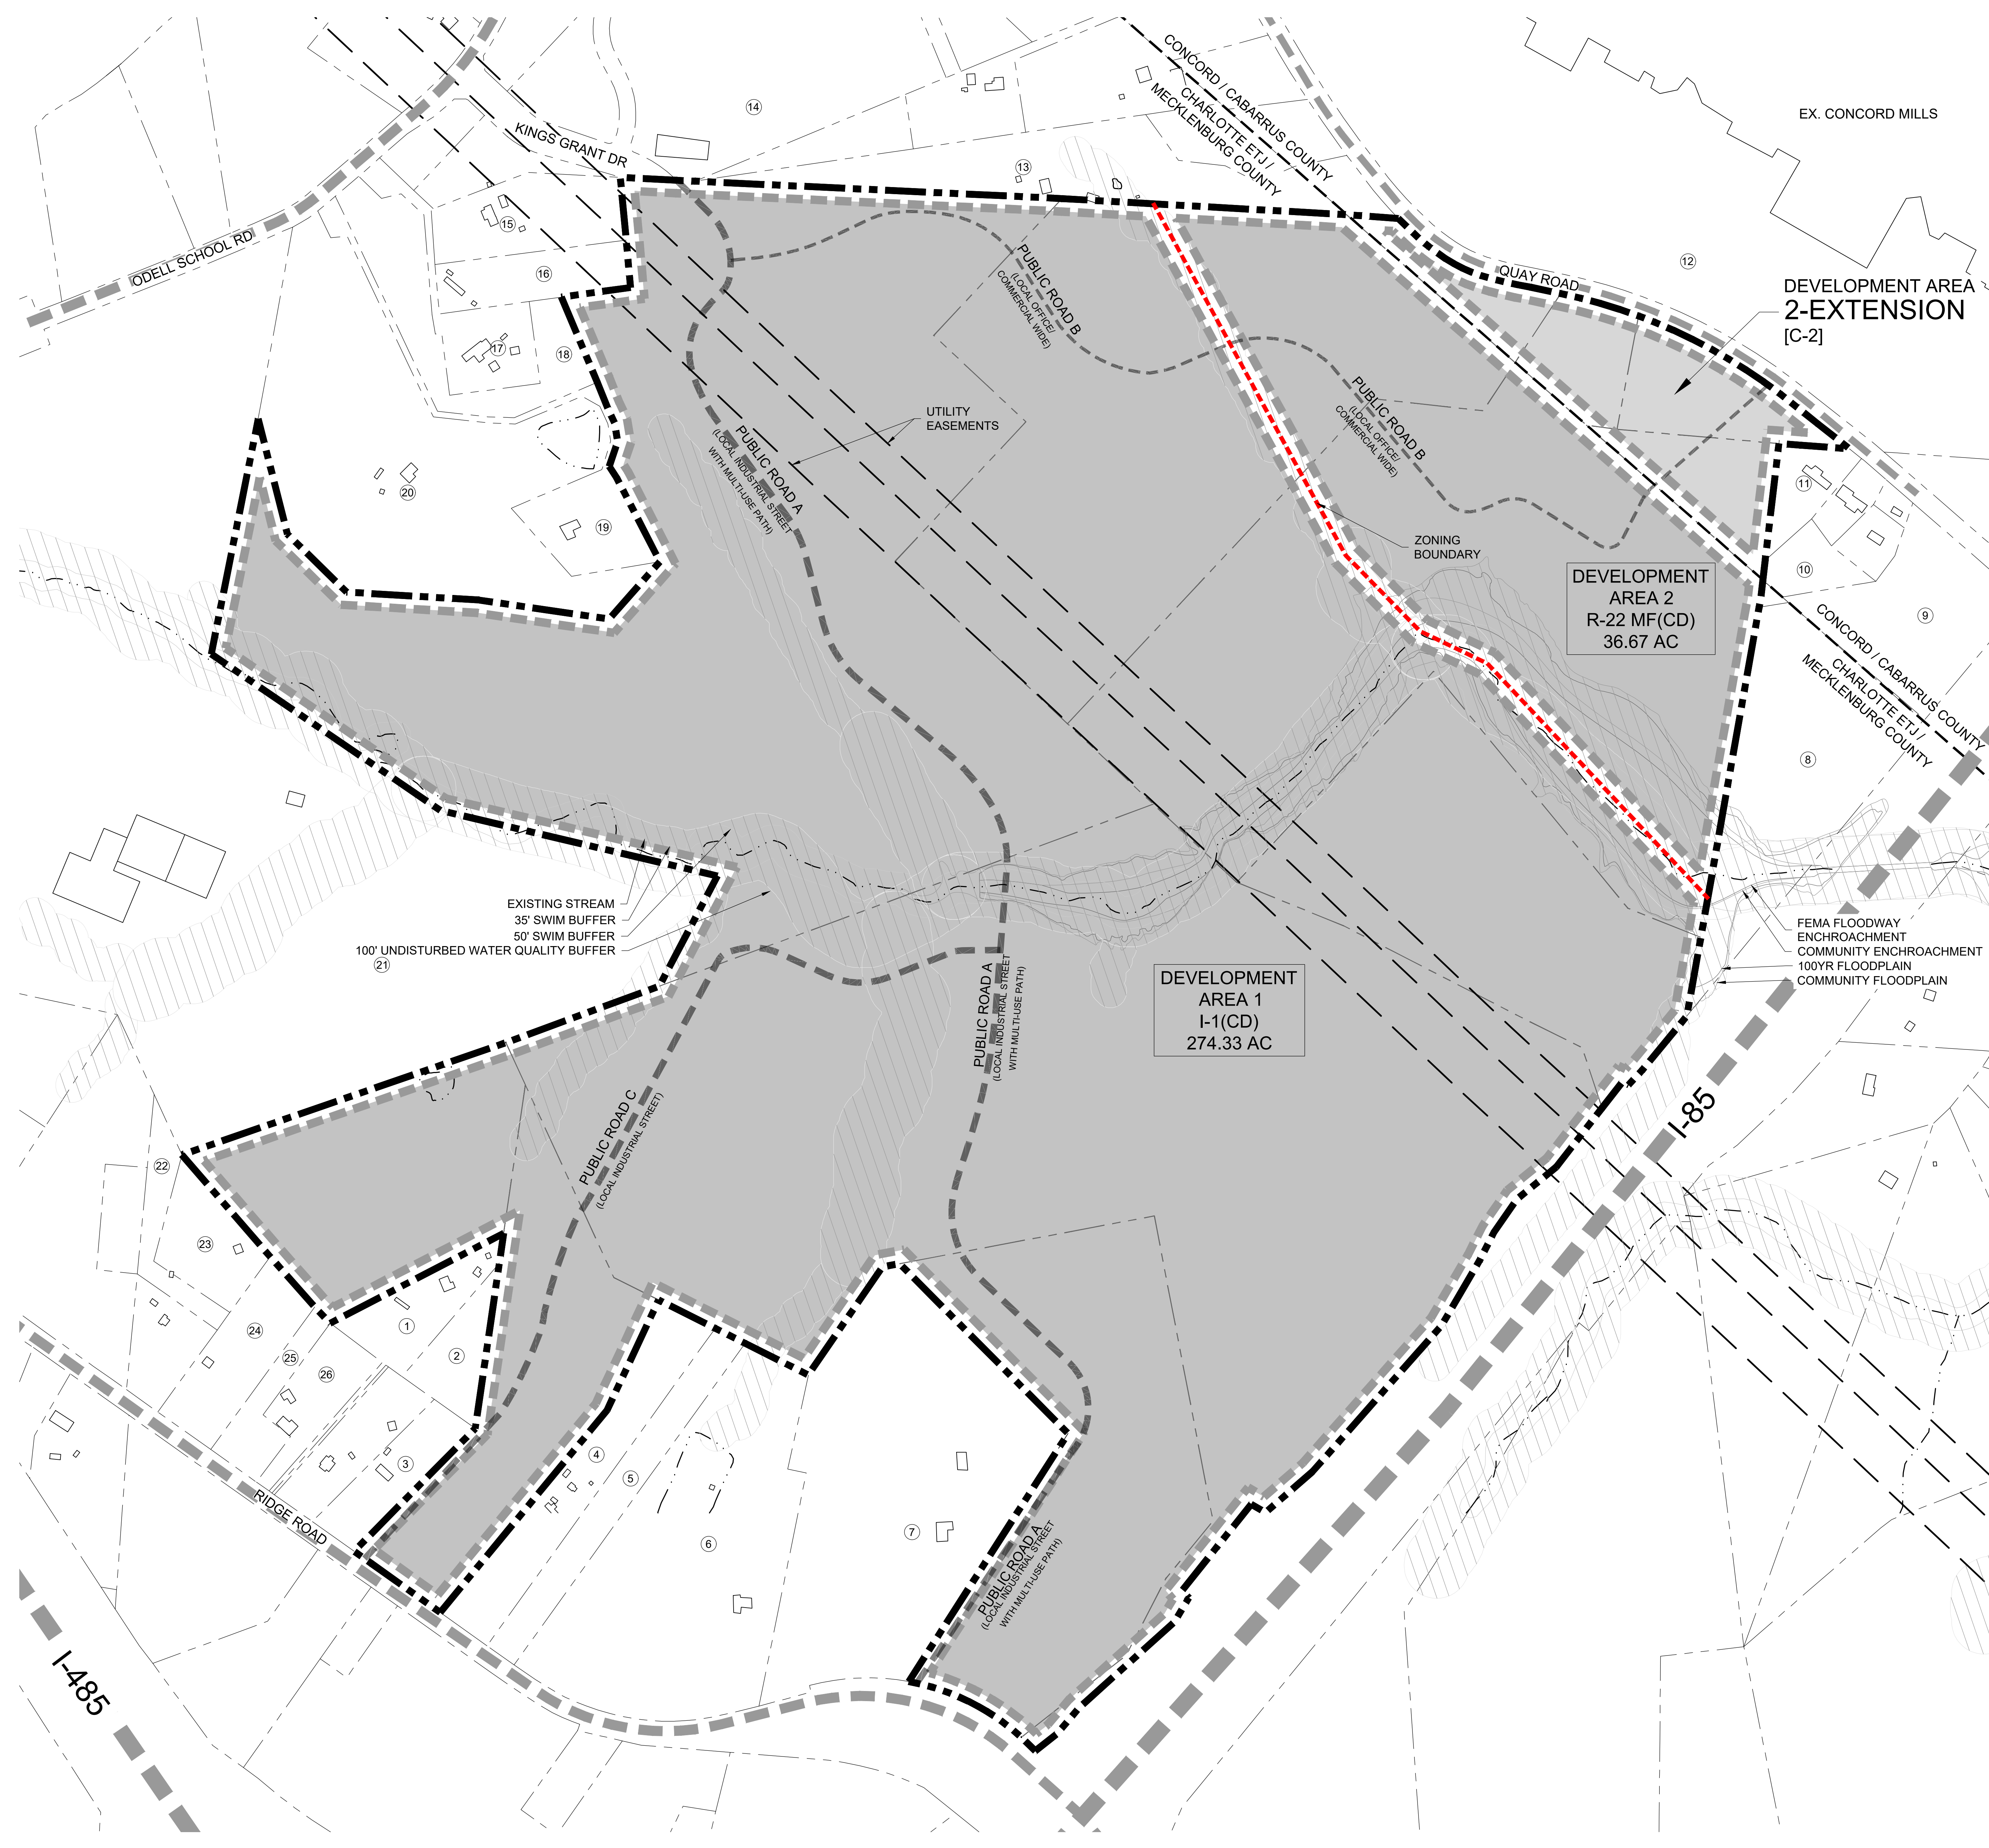 CONCORD / CABARRUS COUNTY
CHARLOTTE ETJ /
MECKLENBURG COUNTY
EX. CONCORD MILLS
14
KINGS GRANT DR
13
15
ODELL SCHOOL RD
16
12
QUAY ROAD
DEVELOPMENT AREA
2-EXTENSION
[C-2]
PUBLIC ROAD B
(LOCAL OFFICE/
COMMERCIAL WIDE)
17
18
UTILITY
EASEMENTS
PUBLIC ROAD B
(LOCAL OFFICE/
COMMERCIAL WIDE)
PUBLIC ROAD A
(LOCAL INDUSTRIAL STREET
WITH MULTI-USE PATH)
20
19
11
ZONING
BOUNDARY
10
DEVELOPMENT
AREA 2
R-22 MF(CD)
36.67 AC
9
CONCORD / CABARRUS COUNTY
CHARLOTTE ETJ /
MECKLENBURG COUNTY
8
EXISTING STREAM
35' SWIM BUFFER
50' SWIM BUFFER
100' UNDISTURBED WATER QUALITY BUFFER
21
FEMA FLOODWAY
ENCHROACHMENT
COMMUNITY ENCHROACHMENT
100YR FLOODPLAIN
COMMUNITY FLOODPLAIN
DEVELOPMENT
AREA 1
I-1(CD)
274.33 AC
PUBLIC ROAD A
(LOCAL INDUSTRIAL STREET
WITH MULTI-USE PATH)
I-85
PUBLIC ROAD C
(LOCAL INDUSTRIAL STREET)
22
23
24
25
26
1
2
3
4
5
6
7
RIDGE ROAD
PUBLIC ROAD A
(LOCAL INDUSTRIAL STREET
WITH MULTI-USE PATH)
I-485